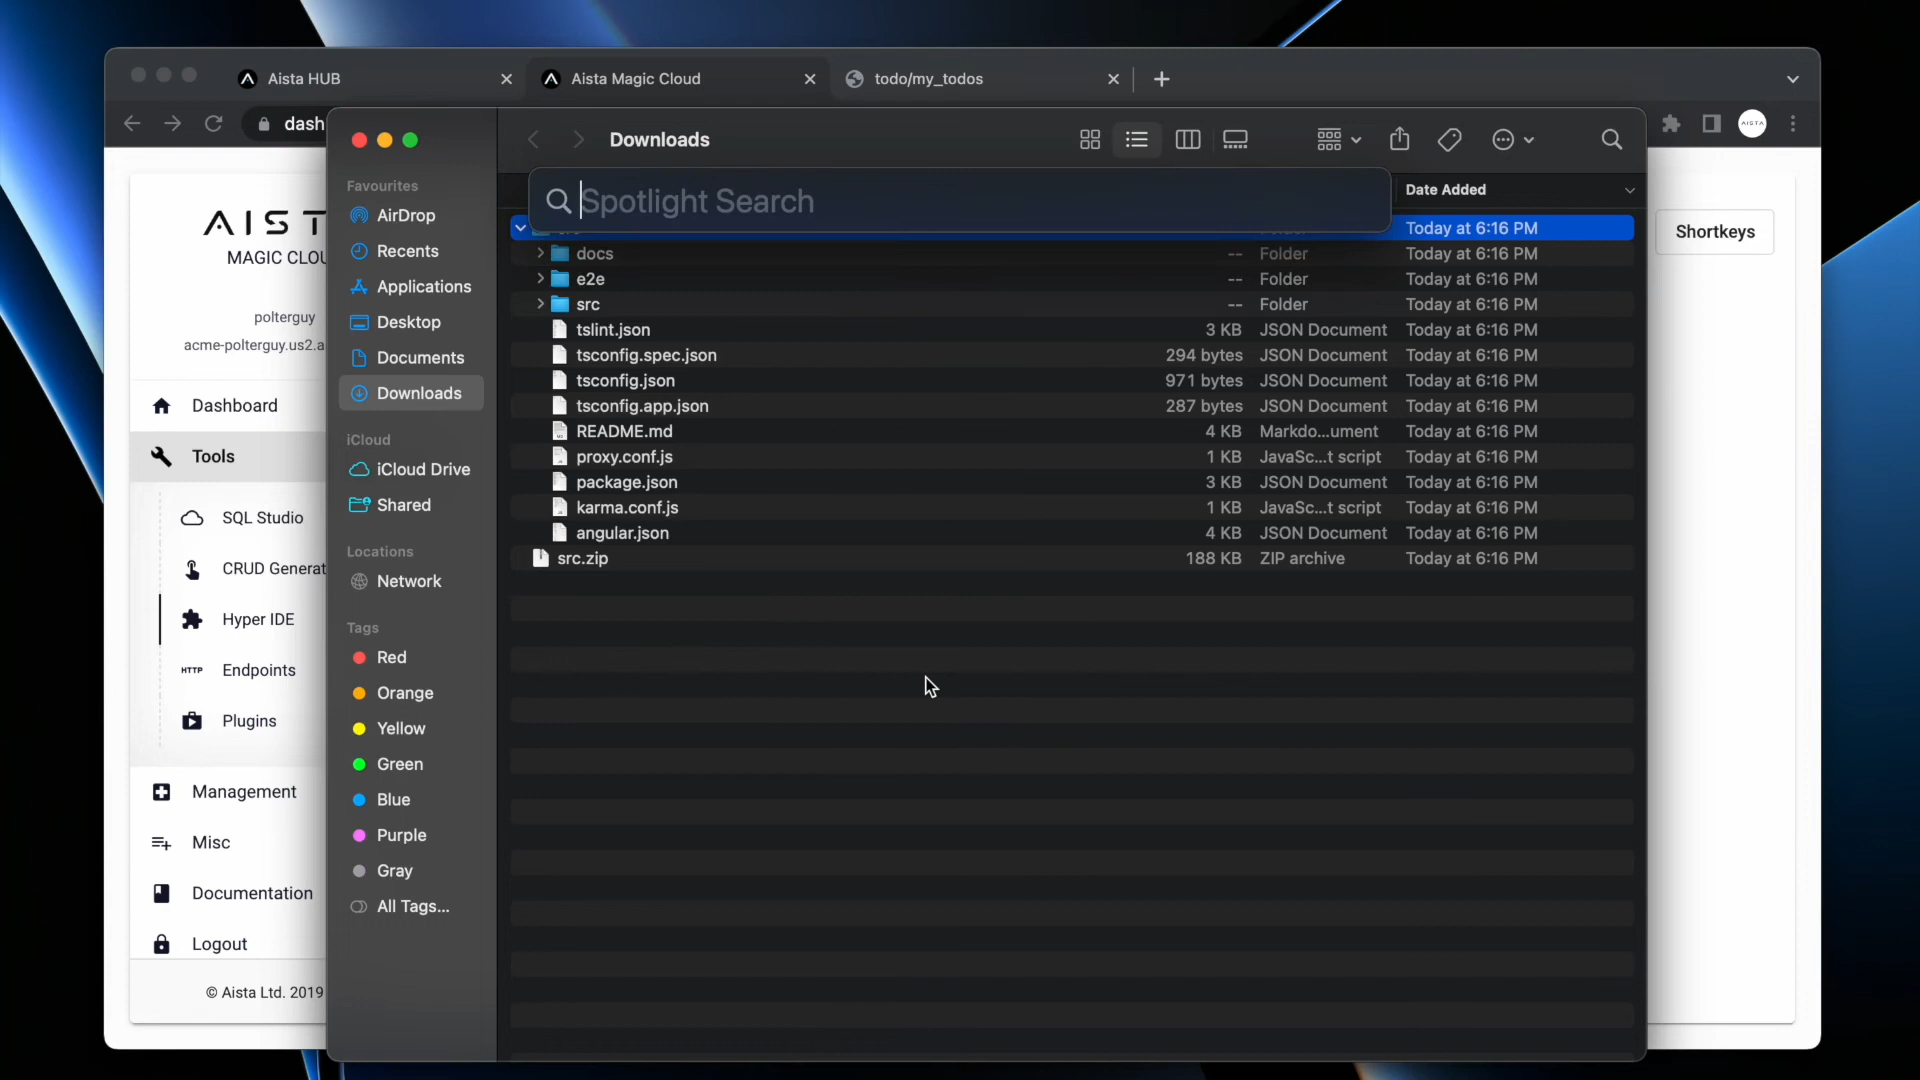 Aista HUB
Aista Magic Cloud
todo/my_todos
dash
AISTA
Downloads
Spotlight Search
Date Added
Shortkeys
AIST
MAGIC CLOU
polterguy
acme-polterguy.us2.a
Dashboard
Tools
SQL Studio
CRUD Generat
Hyper IDE
HTTP Endpoints
Plugins
Management
Misc
Documentation
Logout
© Aista Ltd. 2019
Favourites
AirDrop
Recents
Applications
Desktop
Documents
Downloads
iCloud
iCloud Drive
Shared
Locations
Network
Tags
Red
Orange
Yellow
Green
Blue
Purple
Gray
All Tags...
Today at 6:16 PM
docs -- Folder Today at 6:16 PM
e2e -- Folder Today at 6:16 PM
src -- Folder Today at 6:16 PM
tslint.json 3 KB JSON Document Today at 6:16 PM
tsconfig.spec.json 294 bytes JSON Document Today at 6:16 PM
tsconfig.json 971 bytes JSON Document Today at 6:16 PM
tsconfig.app.json 287 bytes JSON Document Today at 6:16 PM
README.md 4 KB Markdo...ument Today at 6:16 PM
proxy.conf.js 1 KB JavaSc...t script Today at 6:16 PM
package.json 3 KB JSON Document Today at 6:16 PM
karma.conf.js 1 KB JavaSc...t script Today at 6:16 PM
angular.json 4 KB JSON Document Today at 6:16 PM
src.zip 188 KB ZIP archive Today at 6:16 PM